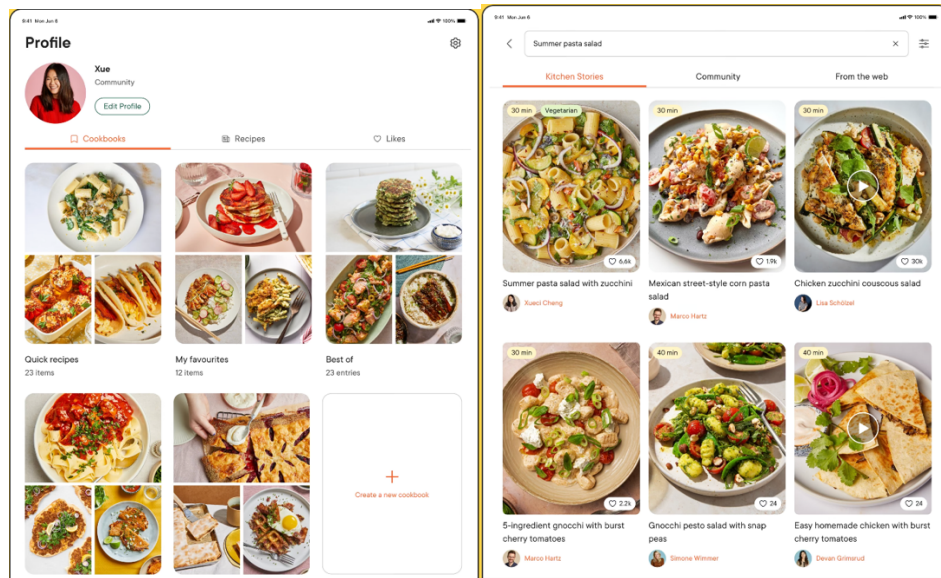 9:41 Mon Jun 6
100%
Profile
Xue
Community
Edit Profile
Cookbooks
Recipes
Likes
Quick recipes
23 items
My favourites
12 items
Best of
23 entries
Create a new cookbook
9:41 Mon Jun 6
100%
Summer pasta salad
Kitchen Stories
Community
From the web
30 min
Vegetarian
6.6k
Summer pasta salad with zucchini
Xueci Cheng
30 min
1.9k
Mexican street-style corn pasta
salad
Marco Hartz
30 min
30k
Chicken zucchini couscous salad
Lisa Schölzel
30 min
2.2k
5-ingredient gnocchi with burst
cherry tomatoes
Marco Hartz
40 min
24
Gnocchi pesto salad with snap
peas
Simone Wimmer
40 min
24
Easy homemade chicken with burst
cherry tomatoes
Devan Grimsrud